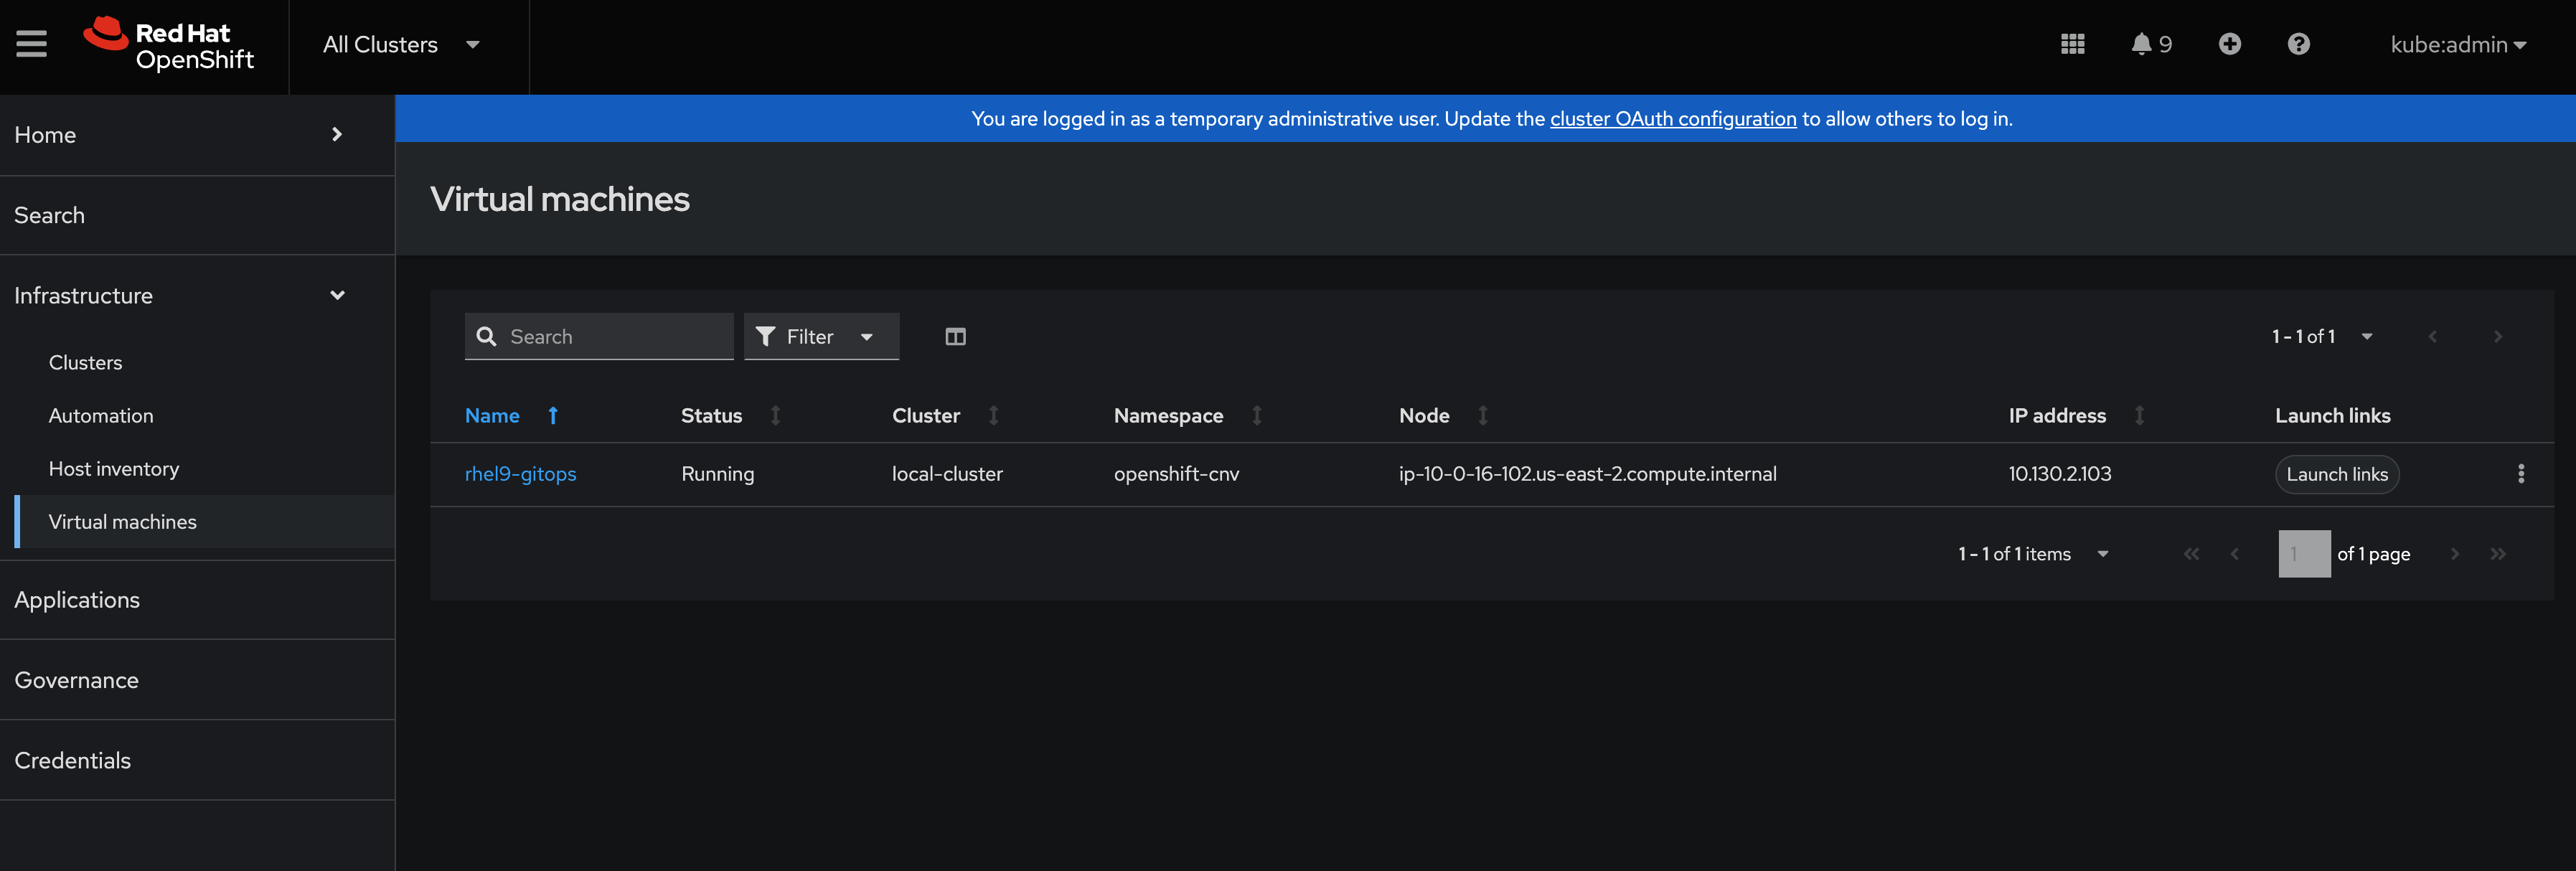 Red Hat
OpenShift
All Clusters
9
kube:admin
Home
Search
Infrastructure
Clusters
Automation
Host inventory
Virtual machines
Applications
Governance
Credentials
You are logged in as a temporary administrative user. Update the cluster OAuth configuration to allow others to log in.
Virtual machines
Search
Filter
1 - 1 of 1
Name Status Cluster Namespace Node IP address Launch links
rhel9-gitops Running local-cluster openshift-cnv ip-10-0-16-102.us-east-2.compute.internal 10.130.2.103 Launch links
1 - 1 of 1 items
1 of 1 page